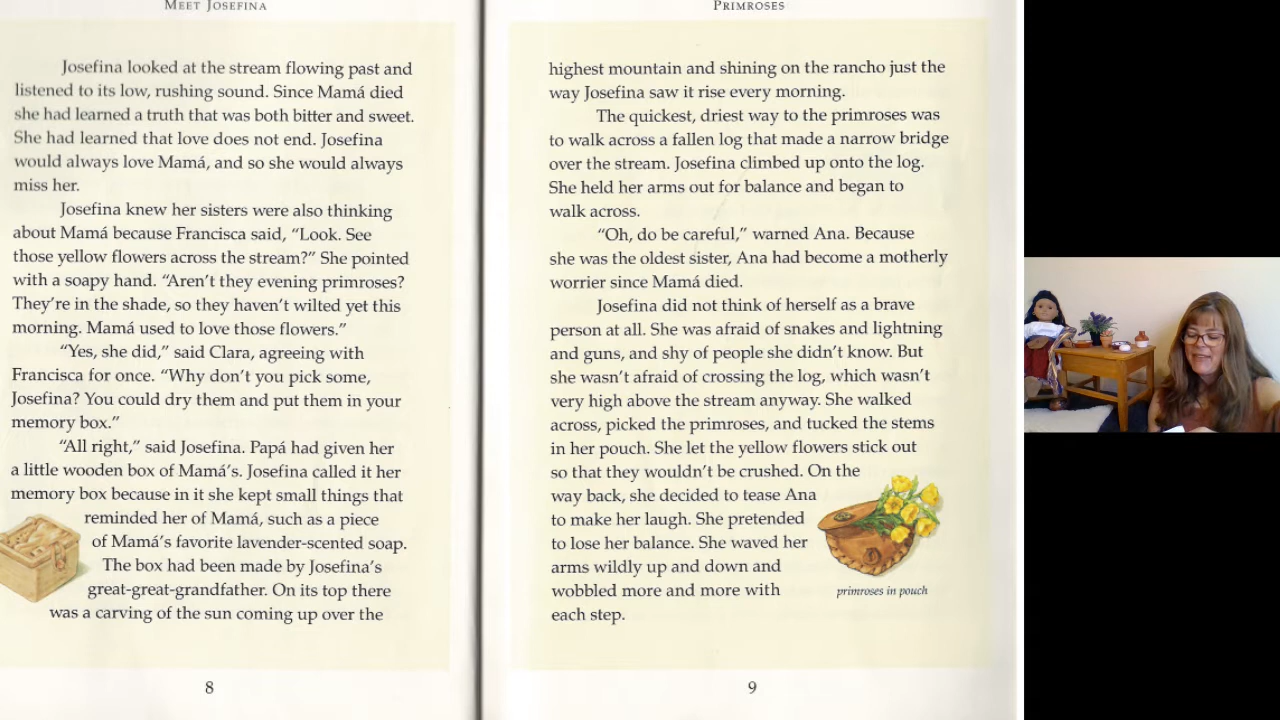 MEET JOSEFINA
Josefina looked at the stream flowing past and
listened to its low, rushing sound. Since Mamá died
she had learned a truth that was both bitter and sweet.
She had learned that love does not end. Josefina
would always love Mamá, and so she would always
miss her.
Josefina knew her sisters were also thinking
about Mamá because Francisca said, “Look. See
those yellow flowers across the stream?” She pointed
with a soapy hand. “Aren’t they evening primroses?
They’re in the shade, so they haven’t wilted yet this
morning. Mamá used to love those flowers.”
“Yes, she did,” said Clara, agreeing with
Francisca for once. “Why don’t you pick some,
Josefina? You could dry them and put them in your
memory box.”
“All right,” said Josefina. Papá had given her
a little wooden box of Mamá’s. Josefina called it her
memory box because in it she kept small things that
reminded her of Mamá, such as a piece
of Mamá’s favorite lavender-scented soap.
The box had been made by Josefina’s
great-great-grandfather. On its top there
was a carving of the sun coming up over the
8
PRIMROSES
highest mountain and shining on the rancho just the
way Josefina saw it rise every morning.
The quickest, driest way to the primroses was
to walk across a fallen log that made a narrow bridge
over the stream. Josefina climbed up onto the log.
She held her arms out for balance and began to
walk across.
“Oh, do be careful,” warned Ana. Because
she was the oldest sister, Ana had become a motherly
worrier since Mamá died.
Josefina did not think of herself as a brave
person at all. She was afraid of snakes and lightning
and guns, and shy of people she didn’t know. But
she wasn’t afraid of crossing the log, which wasn’t
very high above the stream anyway. She walked
across, picked the primroses, and tucked the stems
in her pouch. She let the yellow flowers stick out
so that they wouldn’t be crushed. On the
way back, she decided to tease Ana
to make her laugh. She pretended
to lose her balance. She waved her
arms wildly up and down and
wobbled more and more with
each step.
primroses in pouch
9